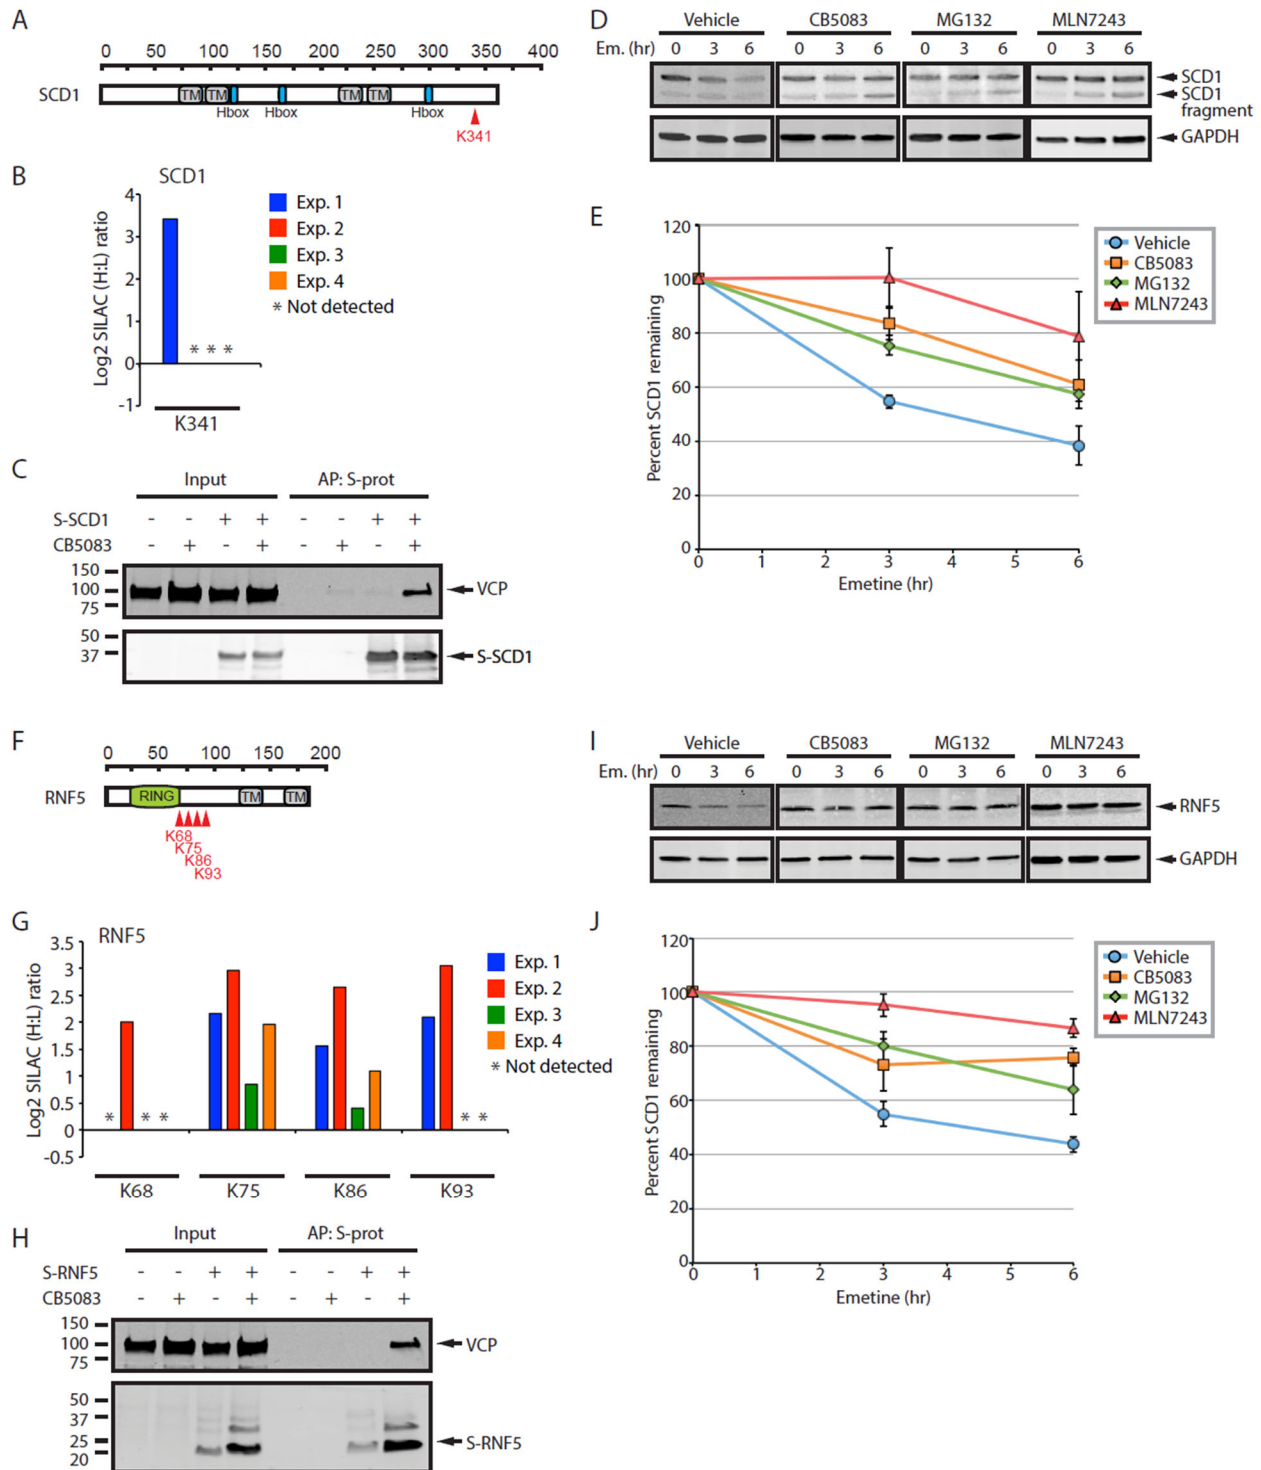 A
0 50 100 150 200 250 300 350 400
SCD1
TM TM TM TM
Hbox Hbox Hbox
K341
B
SCD1
Log2 SILAC (H:L) ratio
4
3
2
1
0
-1
* * *
K341
Exp. 1
Exp. 2
Exp. 3
Exp. 4
* Not detected
C
Input AP: S-prot
S-SCD1 - - + + - - + +
CB5083 - + - + - + - +
150
100
75
VCP
50
37
S-SCD1
D
Vehicle CB5083 MG132 MLN7243
Em. (hr) 0 3 6 0 3 6 0 3 6 0 3 6
SCD1
SCD1
fragment
GAPDH
E
Percent SCD1 remaining
120
100
80
60
40
20
0
0 1 2 3 4 5 6
Emetine (hr)
Vehicle
CB5083
MG132
MLN7243
F
0 50 100 150 200
RNF5
RING TM TM
K68
K75
K86
K93
G
RNF5
Log2 SILAC (H:L) ratio
3.5
3
2.5
2
1.5
1
0.5
0
-0.5
* * * * *
K68 K75 K86 K93
Exp. 1
Exp. 2
Exp. 3
Exp. 4
* Not detected
H
Input AP: S-prot
S-RNF5 - - + + - - + +
CB5083 - + - + - + - +
150
100
75
VCP
50
37
25
20
S-RNF5
I
Vehicle CB5083 MG132 MLN7243
Em. (hr) 0 3 6 0 3 6 0 3 6 0 3 6
RNF5
GAPDH
J
Percent SCD1 remaining
120
100
80
60
40
20
0
0 1 2 3 4 5 6
Emetine (hr)
Vehicle
CB5083
MG132
MLN7243